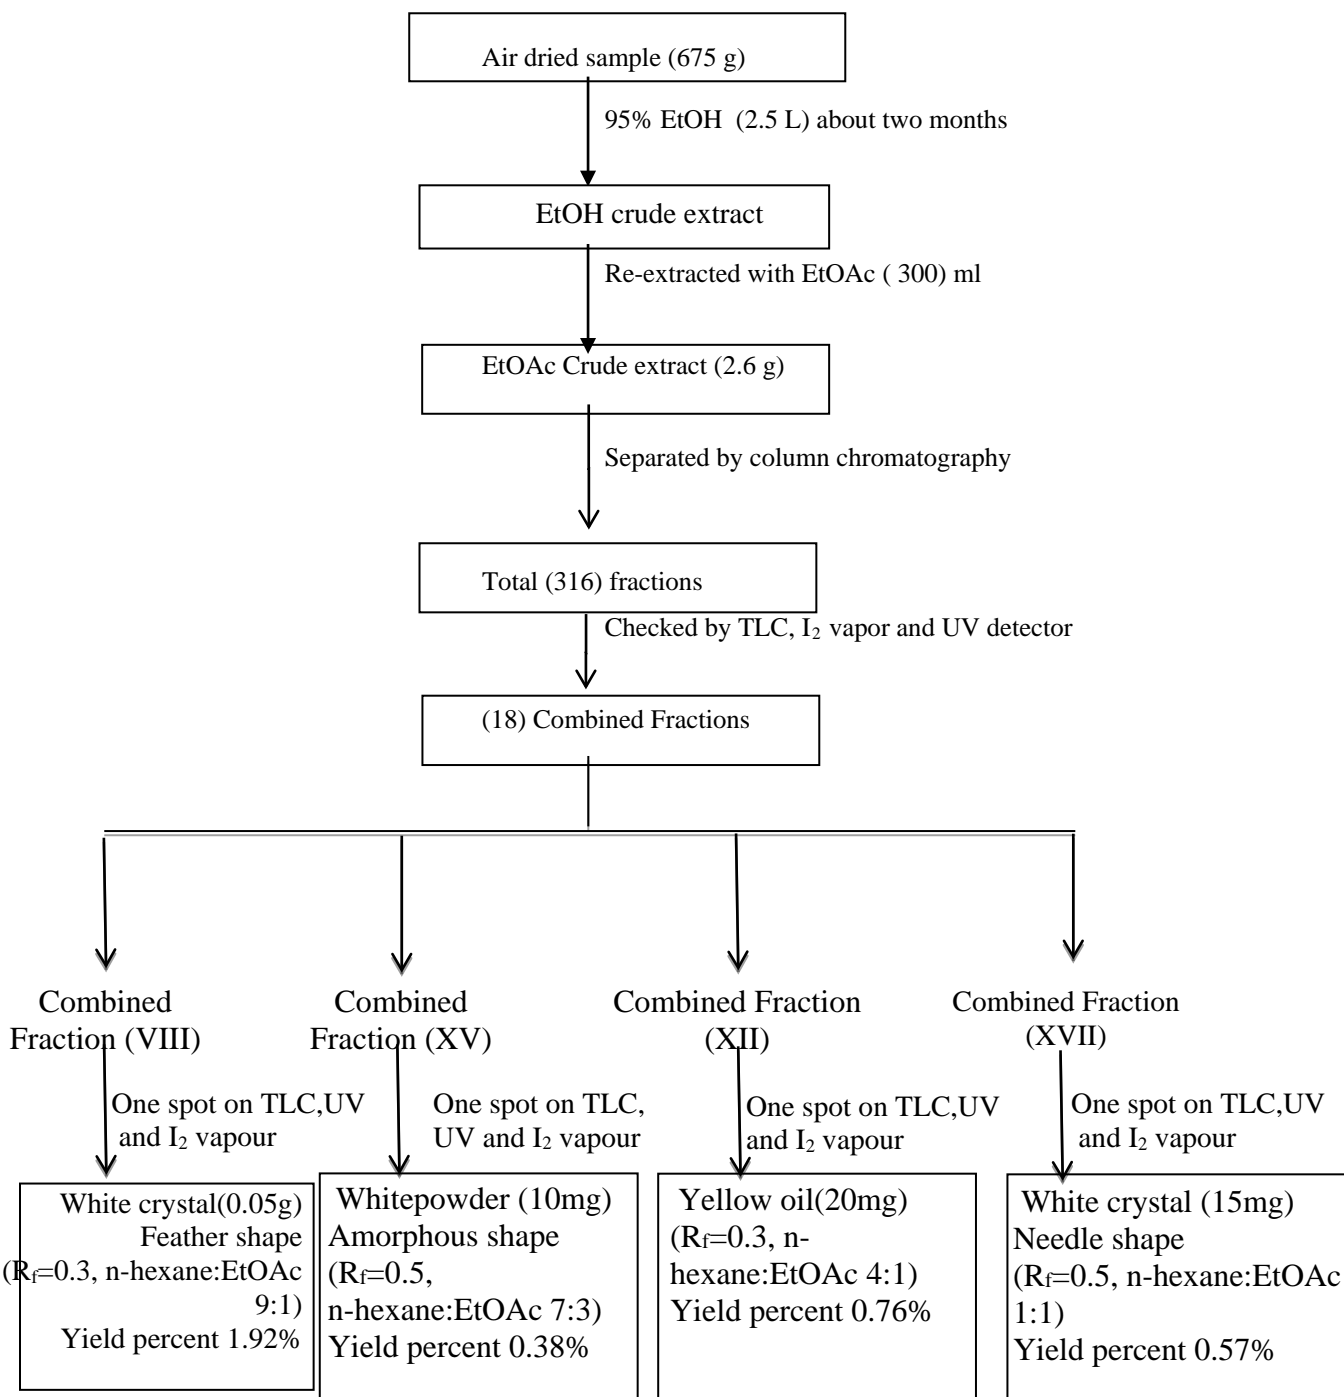 Air dried sample (675 g)
95% EtOH (2.5 L) about two months
EtOH crude extract
Re-extracted with EtOAc ( 300) ml
EtOAc Crude extract (2.6 g)
Separated by column chromatography
Total (316) fractions
Checked by TLC, I₂ vapor and UV detector
(18) Combined Fractions
Combined
Fraction (VIII)
One spot on TLC,UV
and I₂ vapour
White crystal(0.05g)
Feather shape
(Rf=0.3, n-hexane:EtOAc
9:1)
Yield percent 1.92%
Combined
Fraction (XV)
One spot on TLC,
UV and I₂ vapour
Whitepowder (10mg)
Amorphous shape
(Rf=0.5,
n-hexane:EtOAc 7:3)
Yield percent 0.38%
Combined Fraction
(XII)
One spot on TLC,UV
and I₂ vapour
Yellow oil(20mg)
(Rf=0.3, n-
hexane:EtOAc 4:1)
Yield percent 0.76%
Combined Fraction
(XVII)
One spot on TLC,UV
and I₂ vapour
White crystal (15mg)
Needle shape
(Rf=0.5, n-hexane:EtOAc
1:1)
Yield percent 0.57%